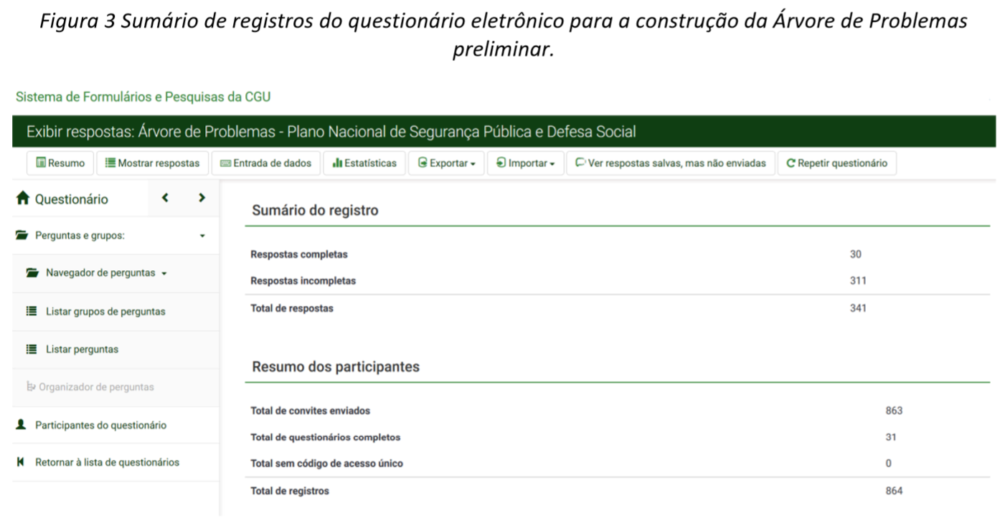 Figura 3 Sumário de registros do questionário eletrônico para a construção da Árvore de Problemas
preliminar.
Sistema de Formulários e Pesquisas da CGU
Exibir respostas: Árvore de Problemas - Plano Nacional de Segurança Pública e Defesa Social
Resumo Mostrar respostas Entrada de dados Estatísticas Exportar Importar Ver respostas salvas, mas não enviadas Repetir questionário
Questionário
Perguntas e grupos:
Navegador de perguntas
Listar grupos de perguntas
Listar perguntas
Organizador de perguntas
Participantes do questionário
Retornar à lista de questionários
Sumário do registro
Respostas completas 30
Respostas incompletas 311
Total de respostas 341
Resumo dos participantes
Total de convites enviados 863
Total de questionários completos 31
Total sem código de acesso único 0
Total de registros 864